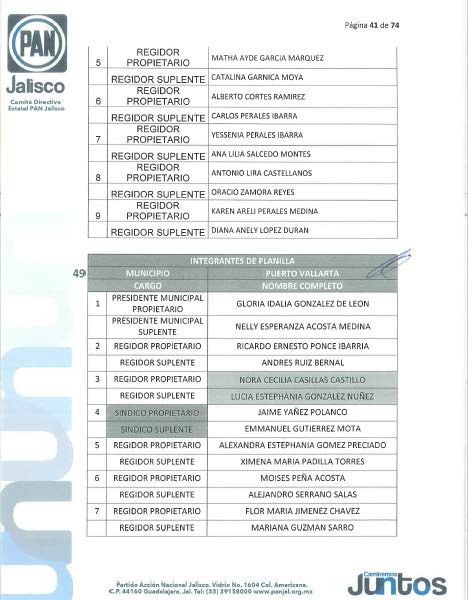 Página 41 de 74
PAN
Jalisco
Comité Directivo
Estatal PAN Jalisco
5 REGIDOR PROPIETARIO MATHA AYDE GARCIA MARQUEZ
REGIDOR SUPLENTE CATALINA GARNICA MOYA
6 REGIDOR PROPIETARIO ALBERTO CORTES RAMIREZ
REGIDOR SUPLENTE CARLOS PERALES IBARRA
7 REGIDOR PROPIETARIO YESSENIA PERALES IBARRA
REGIDOR SUPLENTE ANA LILIA SALCEDO MONTES
8 REGIDOR PROPIETARIO ANTONIO LIRA CASTELLANOS
REGIDOR SUPLENTE ORACIO ZAMORA REYES
9 REGIDOR PROPIETARIO KAREN ARELI PERALES MEDINA
REGIDOR SUPLENTE DIANA ANELY LOPEZ DURAN
INTEGRANTES DE PLANILLA
49 MUNICIPIO PUERTO VALLARTA
CARGO NOMBRE COMPLETO
1 PRESIDENTE MUNICIPAL PROPIETARIO GLORIA IDALIA GONZALEZ DE LEON
PRESIDENTE MUNICIPAL SUPLENTE NELLY ESPERANZA ACOSTA MEDINA
2 REGIDOR PROPIETARIO RICARDO ERNESTO PONCE IBARRIA
REGIDOR SUPLENTE ANDRES RUIZ BERNAL
3 REGIDOR PROPIETARIO NORA CECILIA CASILLAS CASTILLO
REGIDOR SUPLENTE LUCIA ESTEPHANIA GONZALEZ NUÑEZ
4 SINDICO PROPIETARIO JAIME YAÑEZ POLANCO
SINDICO SUPLENTE EMMANUEL GUTIERREZ MOTA
5 REGIDOR PROPIETARIO ALEXANDRA ESTEPHANIA GOMEZ PRECIADO
REGIDOR SUPLENTE XIMENA MARIA PADILLA TORRES
6 REGIDOR PROPIETARIO MOISES PEÑA ACOSTA
REGIDOR SUPLENTE ALEJANDRO SERRANO SALAS
7 REGIDOR PROPIETARIO FLOR MARIA JIMENEZ CHAVEZ
REGIDOR SUPLENTE MARIANA GUZMAN SARRO
Partido Acción Nacional Jalisco. Vidrio No. 1604 Col. Americana.
C.P. 44160 Guadalajara, Jal. Tel: (33) 39158000 www.panjal.org.mx
Caminemos
Juntos